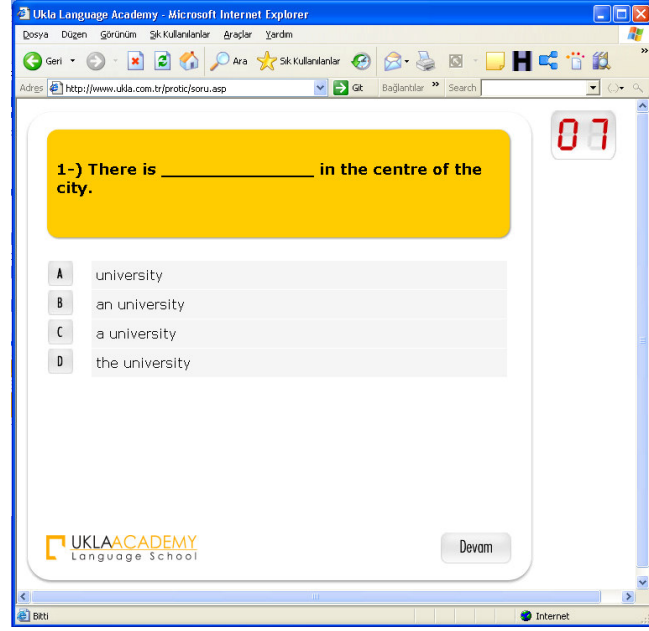 Ukla Language Academy - Microsoft Internet Explorer
Dosya Düzen Görünüm Sık Kullanılanlar Araçlar Yardım
Geri Ara Sık Kullanılanlar
Adres http://www.ukla.com.tr/protic/soru.asp Git Bağlantılar Search
07
1-) There is ________________ in the centre of the
city.
A university
B an university
C a university
D the university
UKLAACADEMY
Language School
Devam
Bitti Internet